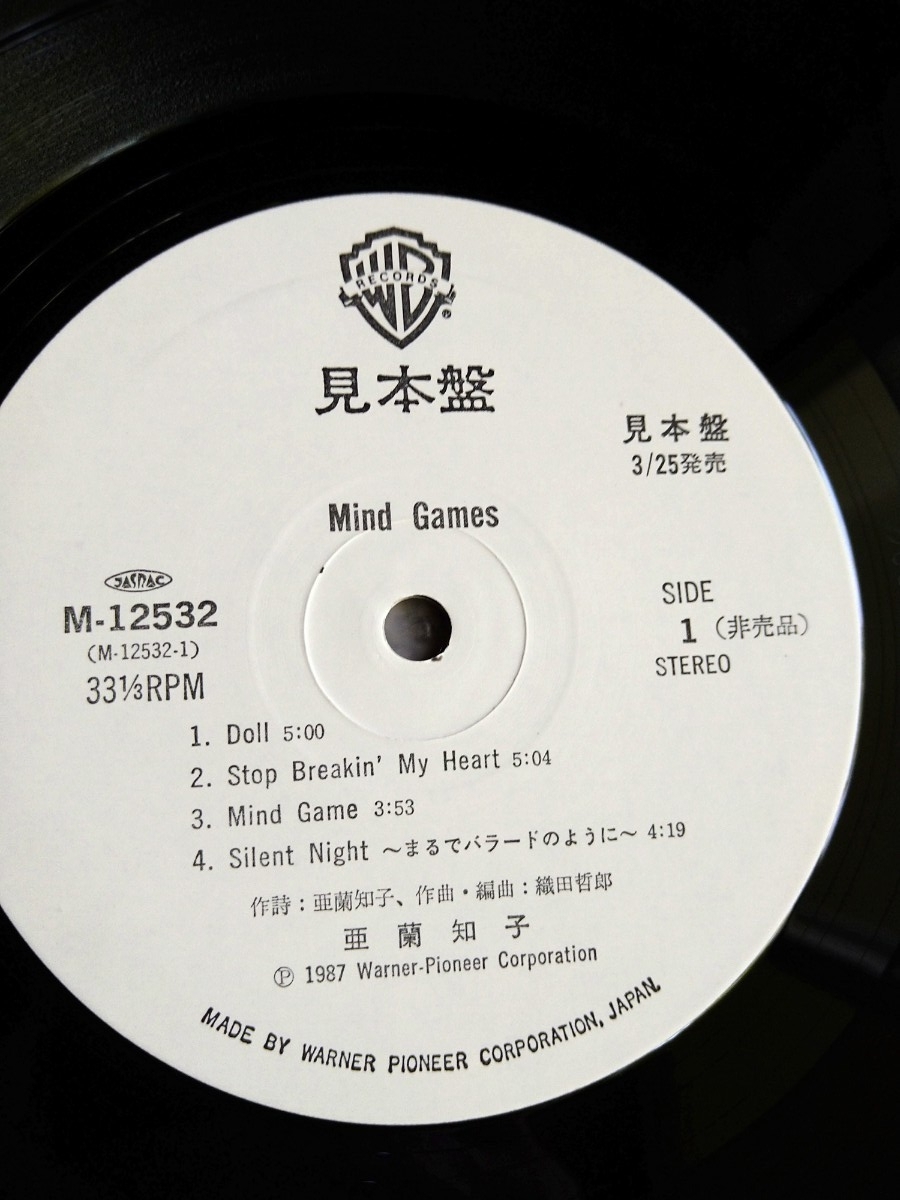 WB
RECORDS
®
見本盤
見本盤
3/25発売
Mind Games
JASRAC
M-12532
(M-12532-1)
33⅓RPM
SIDE
1 (非売品)
STEREO
1. Doll 5:00
2. Stop Breakin' My Heart 5:04
3. Mind Game 3:53
4. Silent Night 〜まるでバラードのように〜 4:19
作詩：亜蘭知子、作曲・編曲：織田哲郎
亜蘭知子
Ⓟ 1987 Warner-Pioneer Corporation
MADE BY WARNER PIONEER CORPORATION, JAPAN.